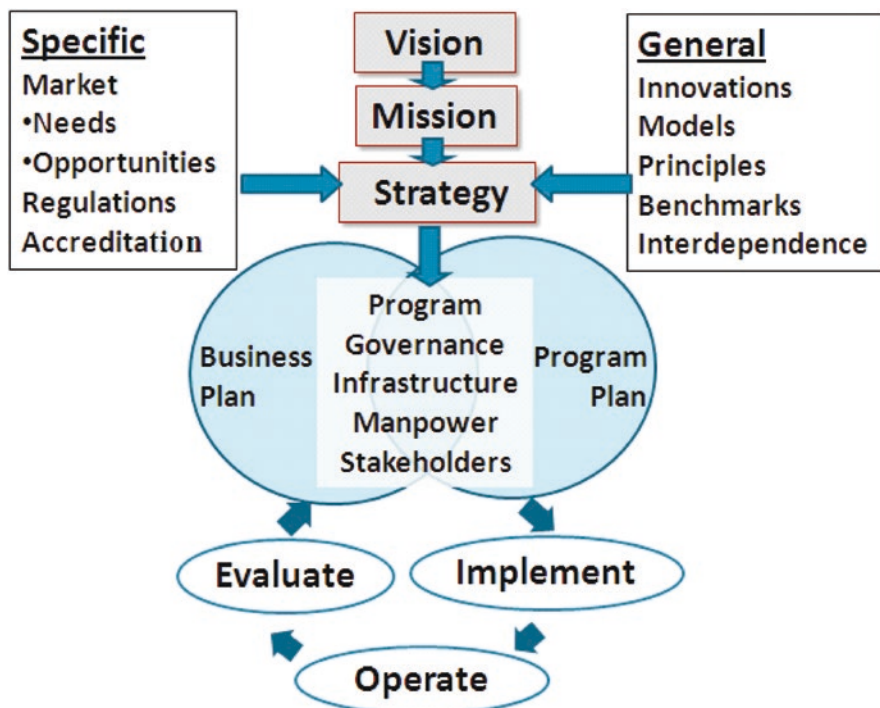 Specific
Market
•Needs
•Opportunities
Regulations
Accreditation
Vision
Mission
Strategy
General
Innovations
Models
Principles
Benchmarks
Interdependence
Business
Plan
Program
Governance
Infrastructure
Manpower
Stakeholders
Program
Plan
Evaluate
Implement
Operate